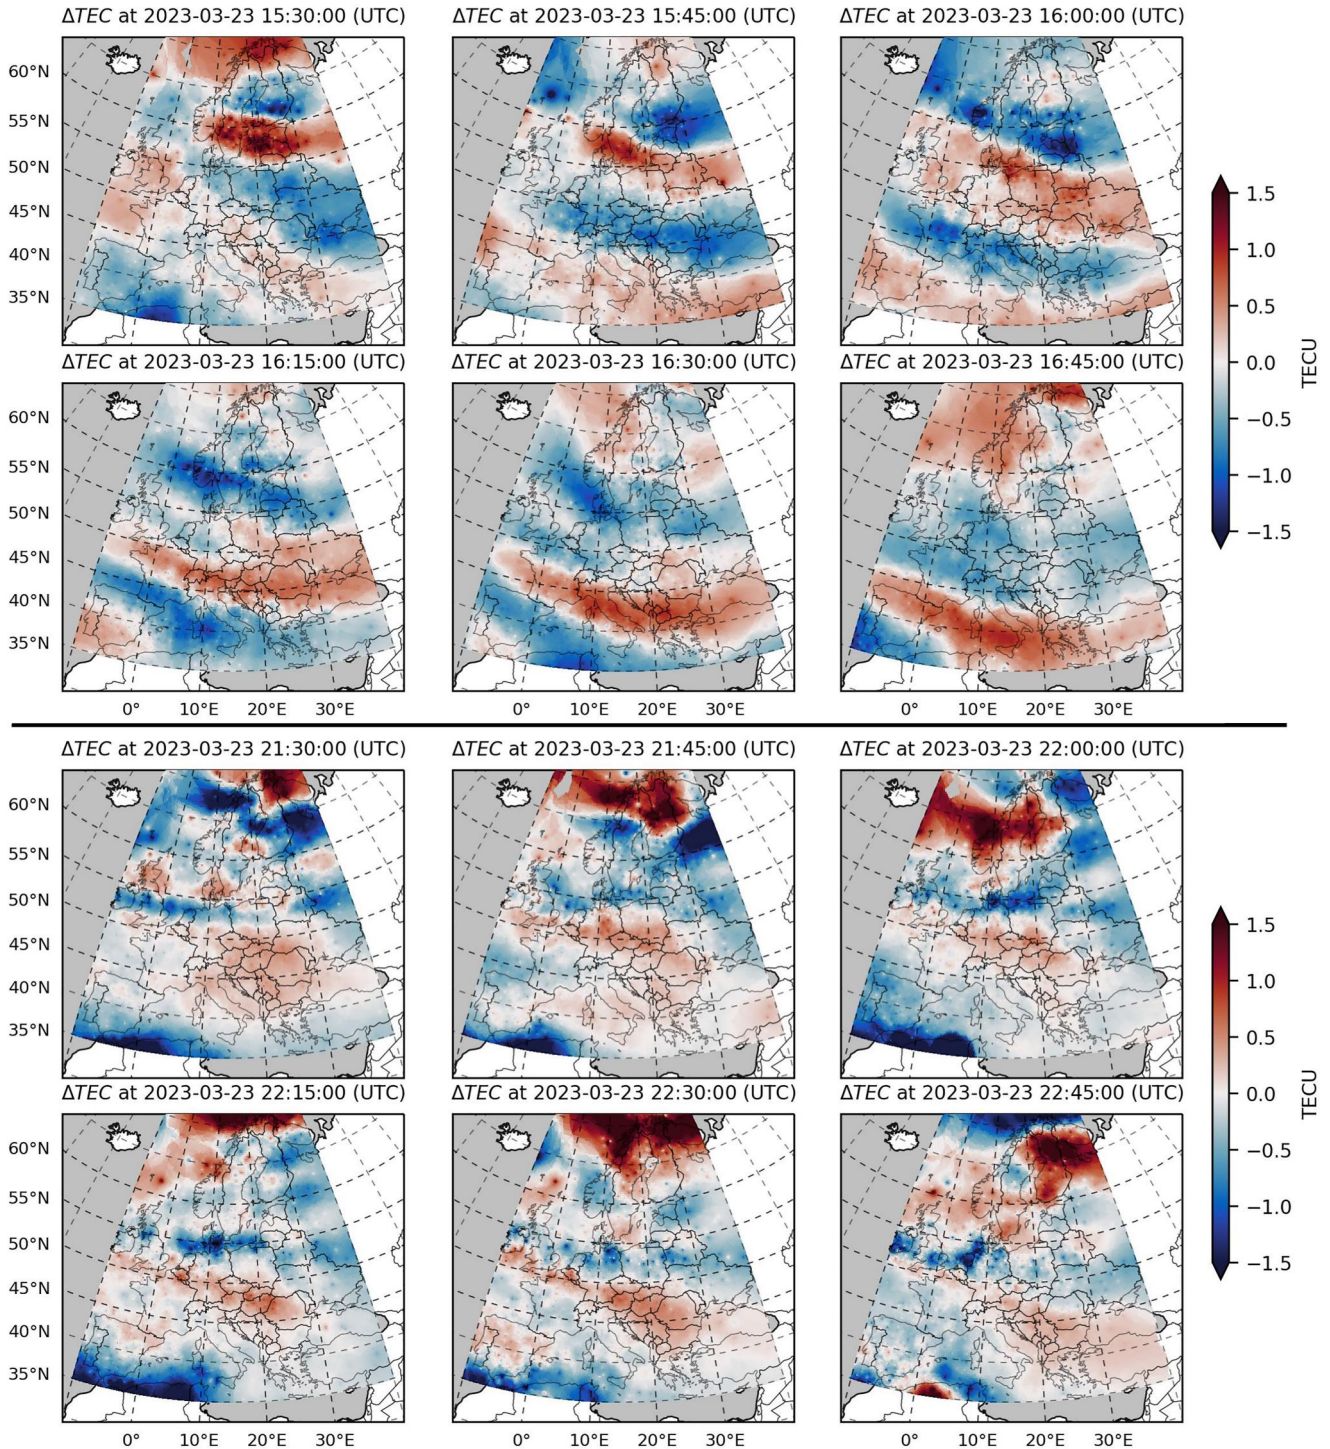 ΔTEC at 2023-03-23 15:30:00 (UTC)
ΔTEC at 2023-03-23 15:45:00 (UTC)
ΔTEC at 2023-03-23 16:00:00 (UTC)
60°N
55°N
50°N
45°N
40°N
35°N
ΔTEC at 2023-03-23 16:15:00 (UTC)
ΔTEC at 2023-03-23 16:30:00 (UTC)
ΔTEC at 2023-03-23 16:45:00 (UTC)
60°N
55°N
50°N
45°N
40°N
35°N
0° 10°E 20°E 30°E
0° 10°E 20°E 30°E
0° 10°E 20°E 30°E
1.5
1.0
0.5
0.0
−0.5
−1.0
−1.5
TECU
ΔTEC at 2023-03-23 21:30:00 (UTC)
ΔTEC at 2023-03-23 21:45:00 (UTC)
ΔTEC at 2023-03-23 22:00:00 (UTC)
60°N
55°N
50°N
45°N
40°N
35°N
ΔTEC at 2023-03-23 22:15:00 (UTC)
ΔTEC at 2023-03-23 22:30:00 (UTC)
ΔTEC at 2023-03-23 22:45:00 (UTC)
60°N
55°N
50°N
45°N
40°N
35°N
0° 10°E 20°E 30°E
0° 10°E 20°E 30°E
0° 10°E 20°E 30°E
1.5
1.0
0.5
0.0
−0.5
−1.0
−1.5
TECU